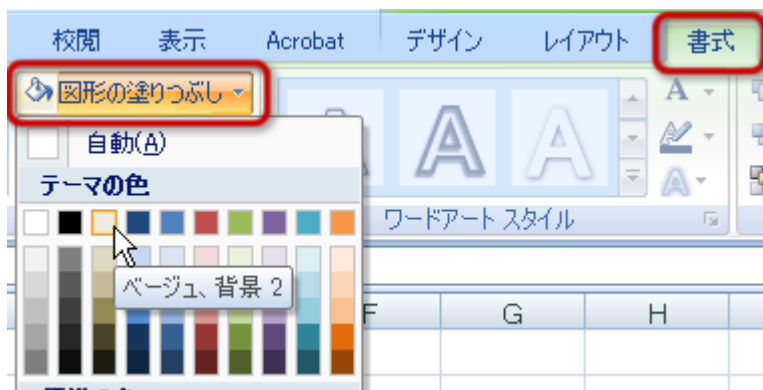 校閲 表示 Acrobat デザイン レイアウト 書式
図形の塗りつぶし
自動(A)
テーマの色
ワードアート スタイル
ベージュ、背景 2
F G H